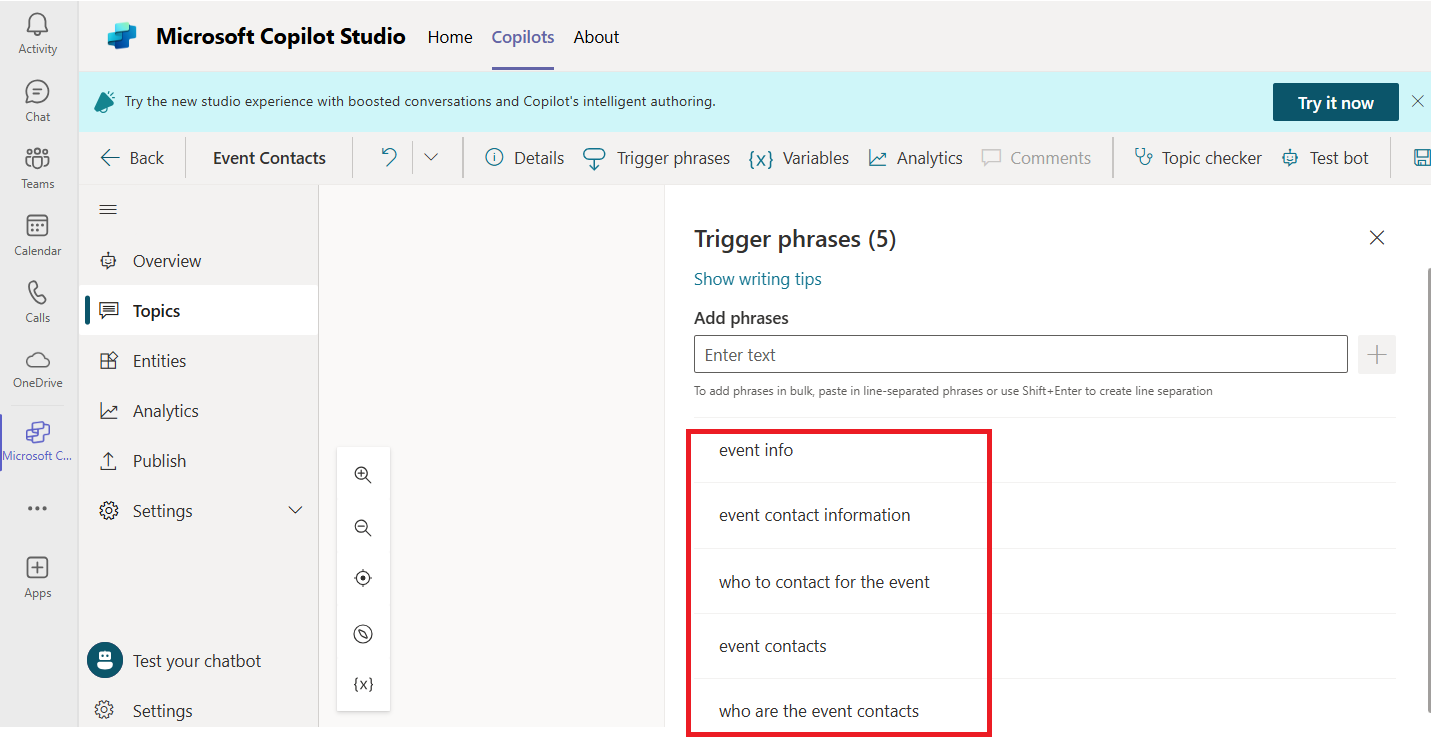 Activity
Chat
Teams
Calendar
Calls
OneDrive
Microsoft C...
Apps
Microsoft Copilot Studio Home Copilots About
Try the new studio experience with boosted conversations and Copilot's intelligent authoring. Try it now
Back Event Contacts Details Trigger phrases {x} Variables Analytics Comments Topic checker Test bot
Overview
Topics
Entities
Analytics
Publish
Settings
Test your chatbot
Settings
{x}
Trigger phrases (5)
Show writing tips
Add phrases
Enter text
To add phrases in bulk, paste in line-separated phrases or use Shift+Enter to create line separation
event info
event contact information
who to contact for the event
event contacts
who are the event contacts